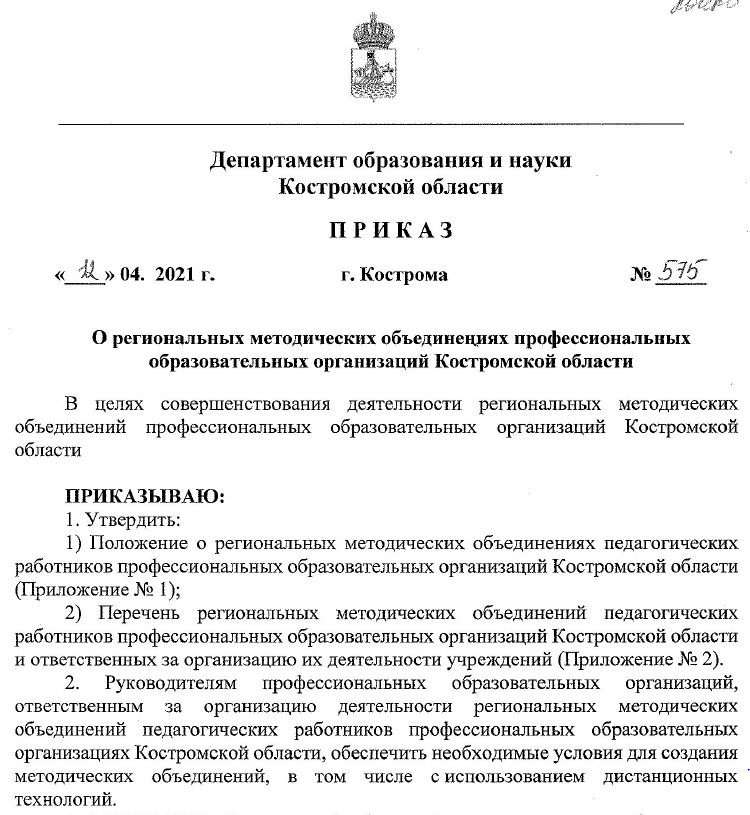 Департамент образования и науки
Костромской области
П Р И К А З
«12» 04. 2021 г. г. Кострома № 575
О региональных методических объединениях профессиональных
образовательных организаций Костромской области
В целях совершенствования деятельности региональных методических
объединений профессиональных образовательных организаций Костромской
области
ПРИКАЗЫВАЮ:
1. Утвердить:
1) Положение о региональных методических объединениях педагогических
работников профессиональных образовательных организаций Костромской области
(Приложение № 1);
2) Перечень региональных методических объединений педагогических
работников профессиональных образовательных организаций Костромской области
и ответственных за организацию их деятельности учреждений (Приложение № 2).
2. Руководителям профессиональных образовательных организаций,
ответственным за организацию деятельности региональных методических
объединений педагогических работников профессиональных образовательных
организациях Костромской области, обеспечить необходимые условия для создания
методических объединений, в том числе с использованием дистанционных
технологий.